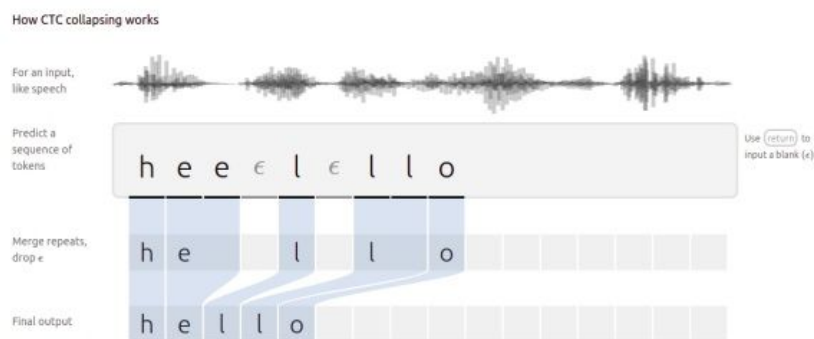 How CTC collapsing works
For an input,
like speech
Predict a
sequence of
tokens
h e e ϵ l ϵ l l o
Use return to
input a blank (ϵ)
Merge repeats,
drop ϵ
h e l l o
Final output
h e l l o